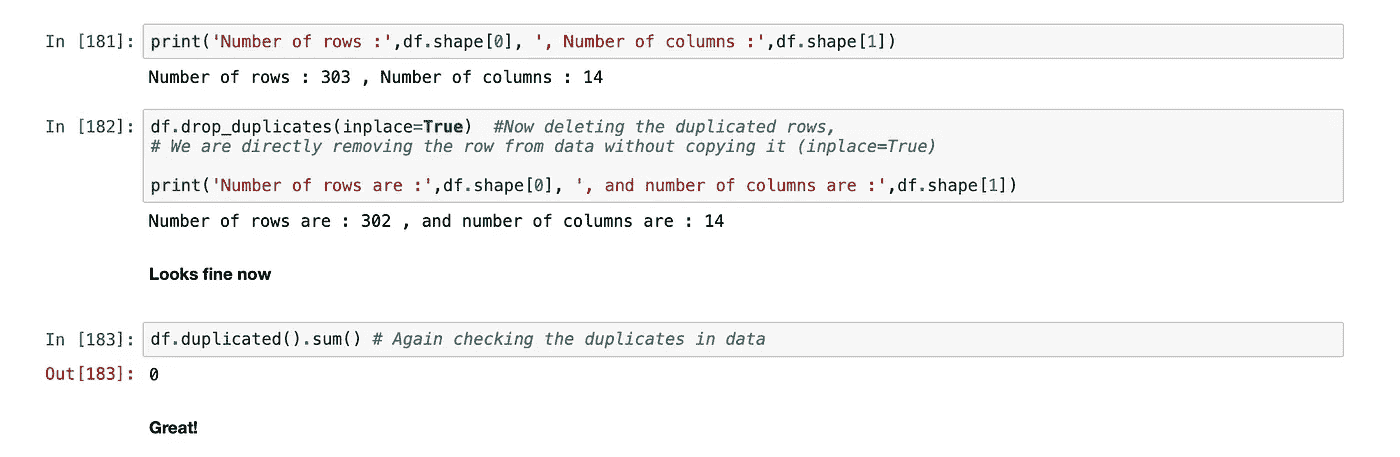 In [181]: print('Number of rows :',df.shape[0], ', Number of columns :',df.shape[1])
Number of rows : 303 , Number of columns : 14
In [182]: df.drop_duplicates(inplace=True)  #Now deleting the duplicated rows,
# We are directly removing the row from data without copying it (inplace=True)
print('Number of rows are :',df.shape[0], ', and number of columns are :',df.shape[1])
Number of rows are : 302 , and number of columns are : 14
Looks fine now
In [183]: df.duplicated().sum() # Again checking the duplicates in data
Out[183]: 0
Great!